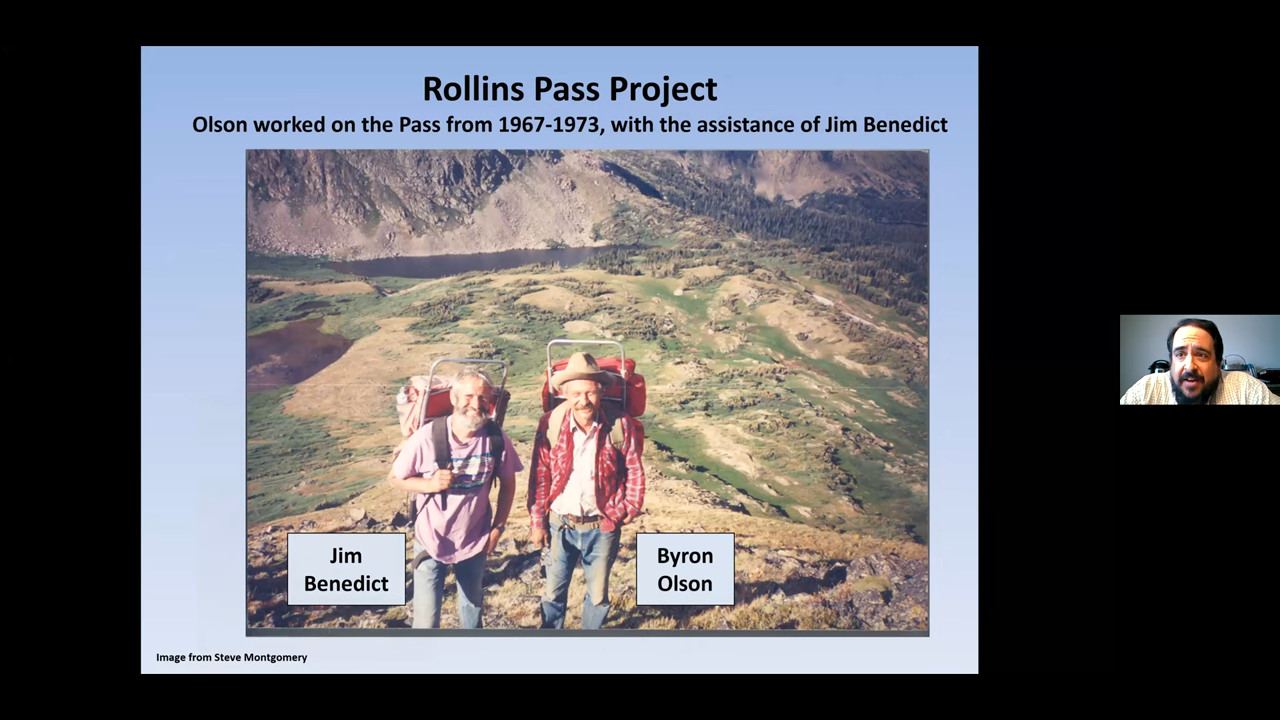 Rollins Pass Project
Olson worked on the Pass from 1967-1973, with the assistance of Jim Benedict
Jim
Benedict
Byron
Olson
Image from Steve Montgomery